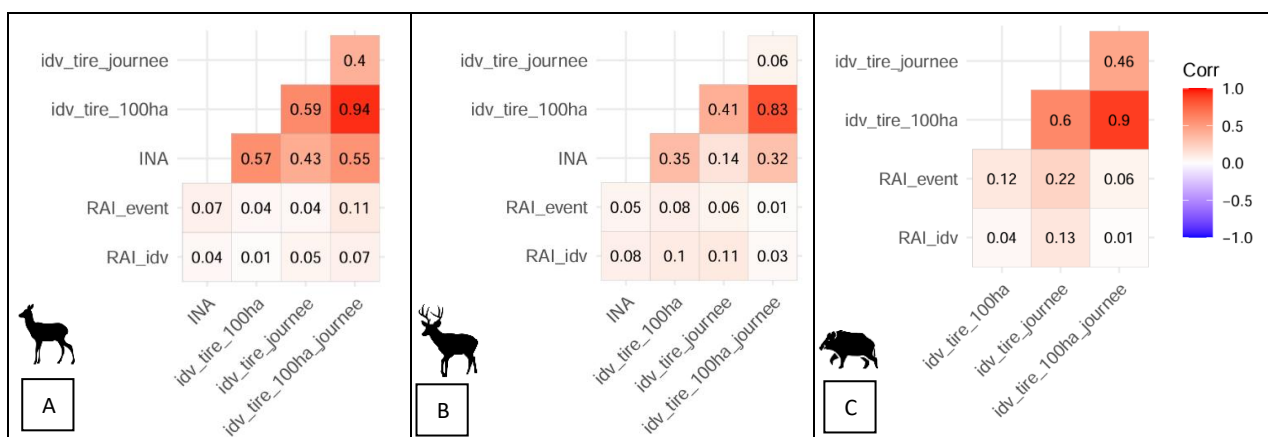 idv_tire_journee 0.4
idv_tire_100ha 0.59 0.94
INA 0.57 0.43 0.55
RAI_event 0.07 0.04 0.04 0.11
RAI_idv 0.04 0.01 0.05 0.07
INA
idv_tire_100ha
idv_tire_journee
idv_tire_100ha_journee
A
idv_tire_journee 0.06
idv_tire_100ha 0.41 0.83
INA 0.35 0.14 0.32
RAI_event 0.05 0.08 0.06 0.01
RAI_idv 0.08 0.1 0.11 0.03
INA
idv_tire_100ha
idv_tire_journee
idv_tire_100ha_journee
B
idv_tire_journee 0.46
idv_tire_100ha 0.6 0.9
RAI_event 0.12 0.22 0.06
RAI_idv 0.04 0.13 0.01
idv_tire_100ha
idv_tire_journee
idv_tire_100ha_journee
C
Corr
1.0
0.5
0.0
−0.5
−1.0